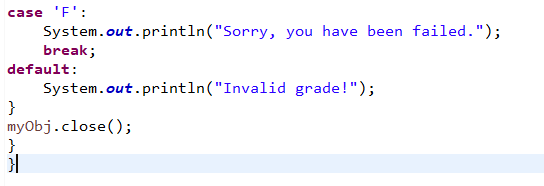 case 'F':
    System.out.println("Sorry, you have been failed.");
    break;
default:
    System.out.println("Invalid grade!");
}
myObj.close();
}
}